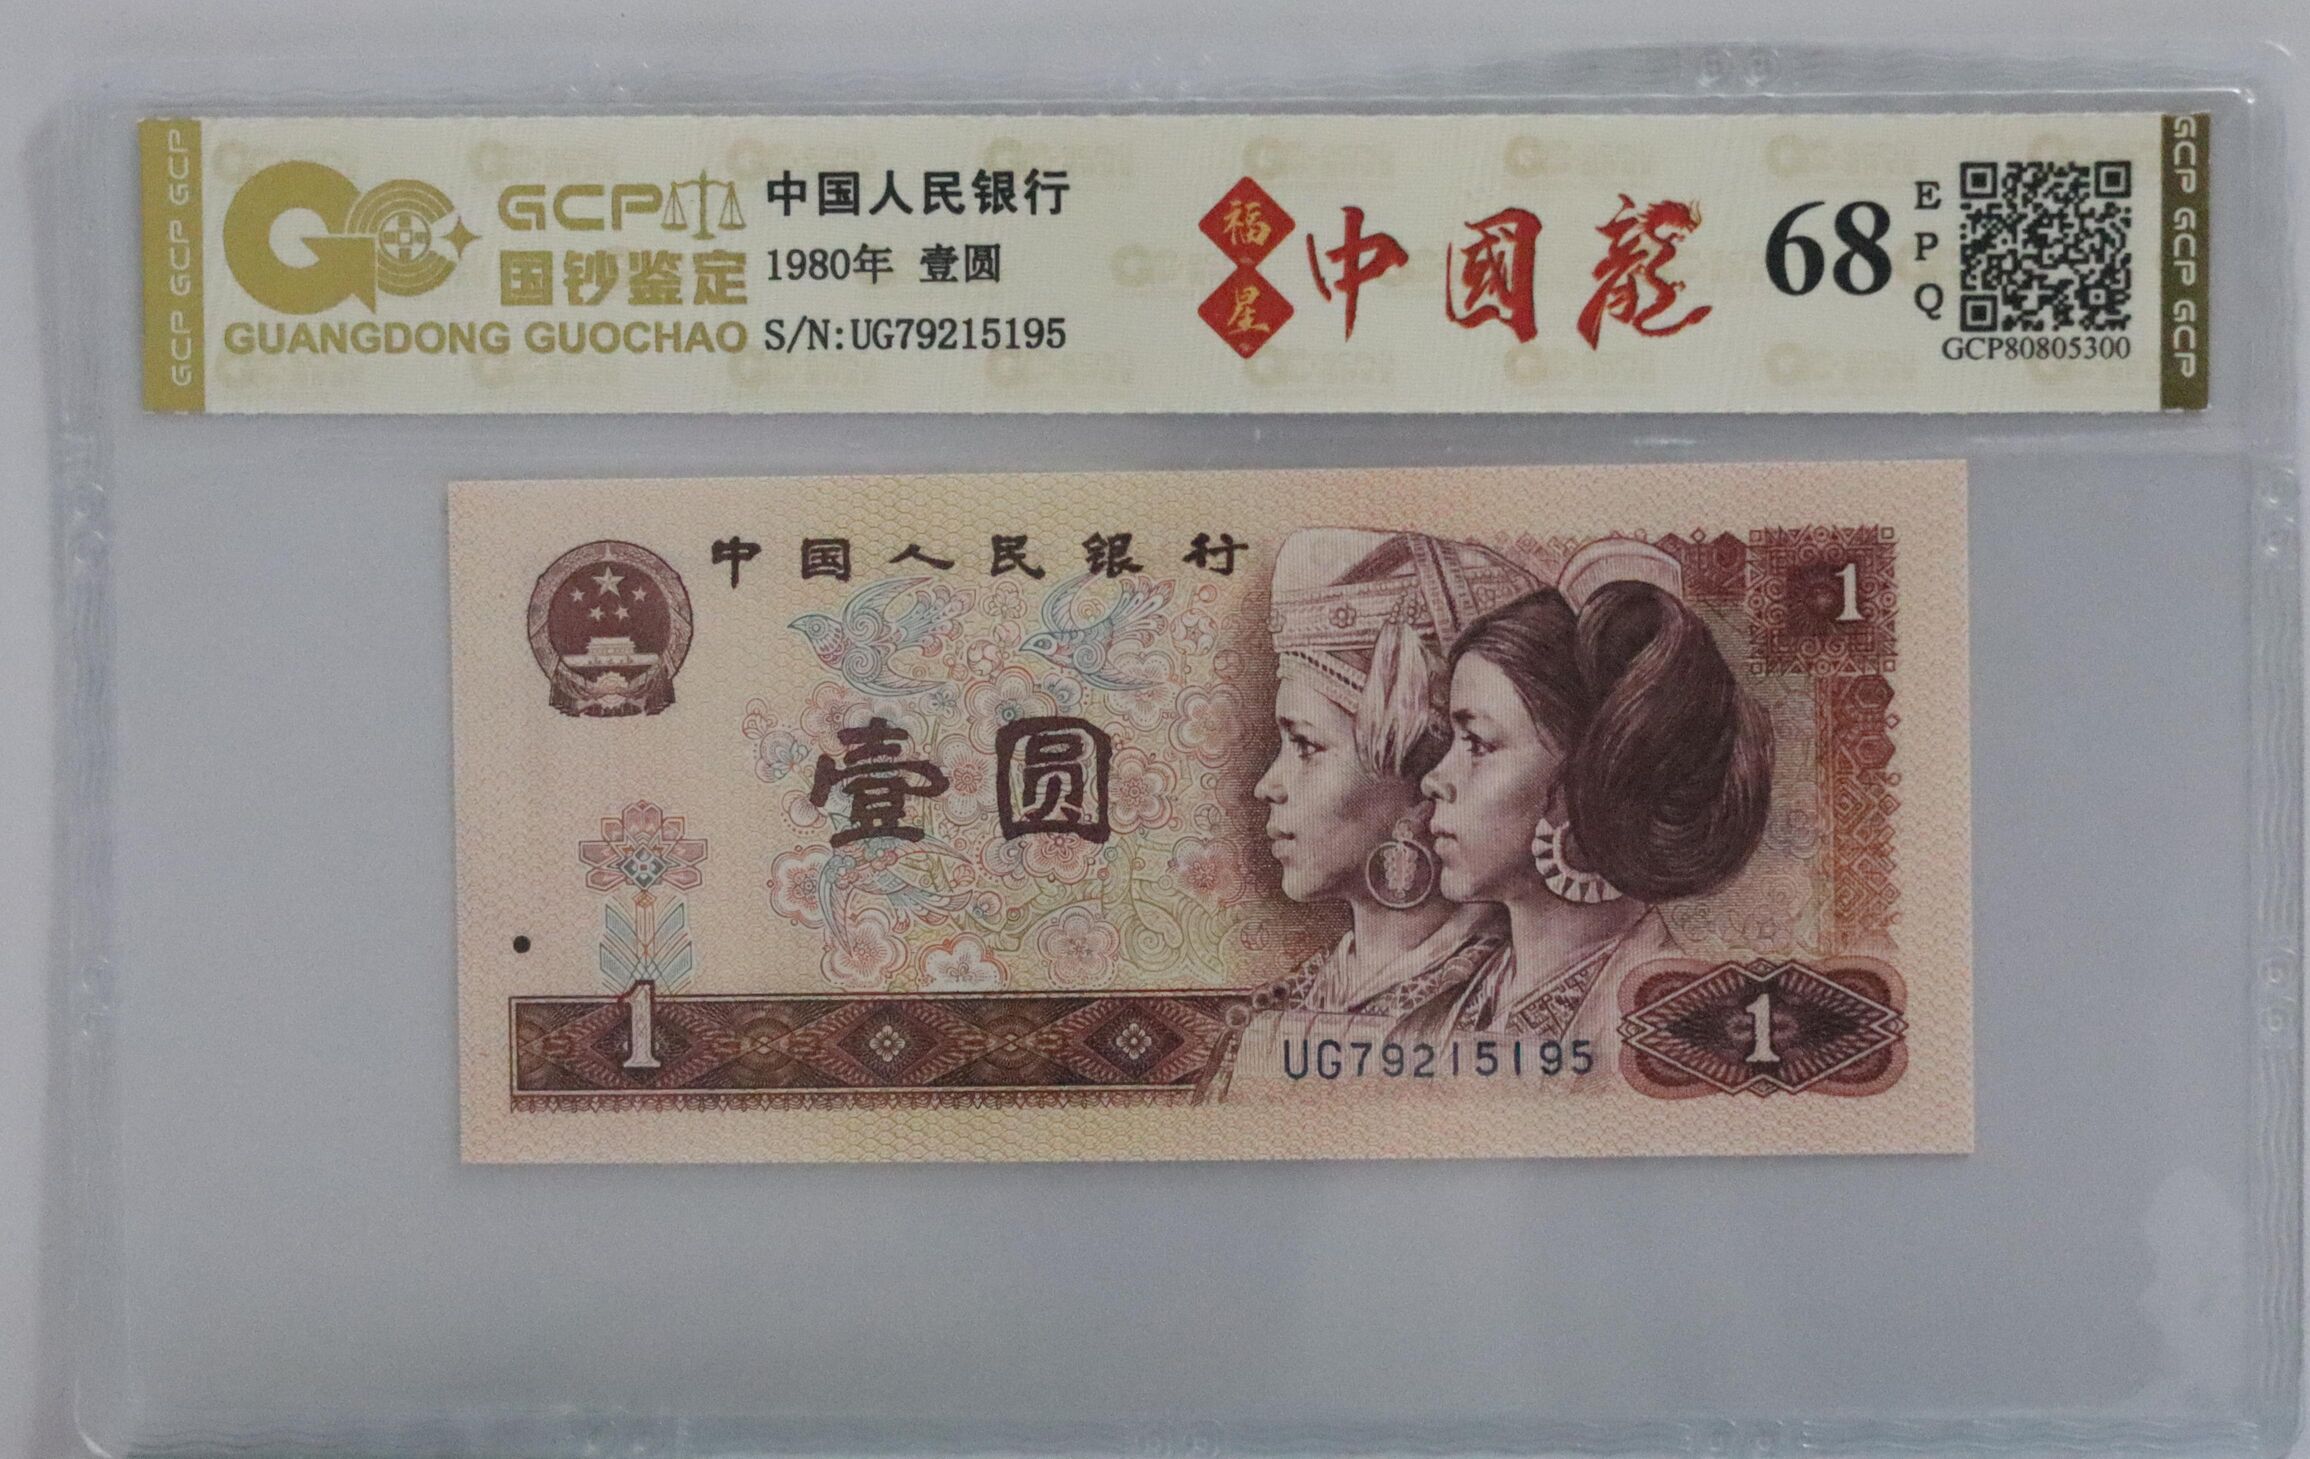 GCP GCP GCP
GCP
国钞鉴定
GUANGDONG GUOCHAO
中国人民银行
1980年 壹圆
S/N:UG79215195
福星
中國龍
68
EPQ
GCP80805300
GCP GCP GCP
中国人民银行
1
壹圆
1
UG79215195
1